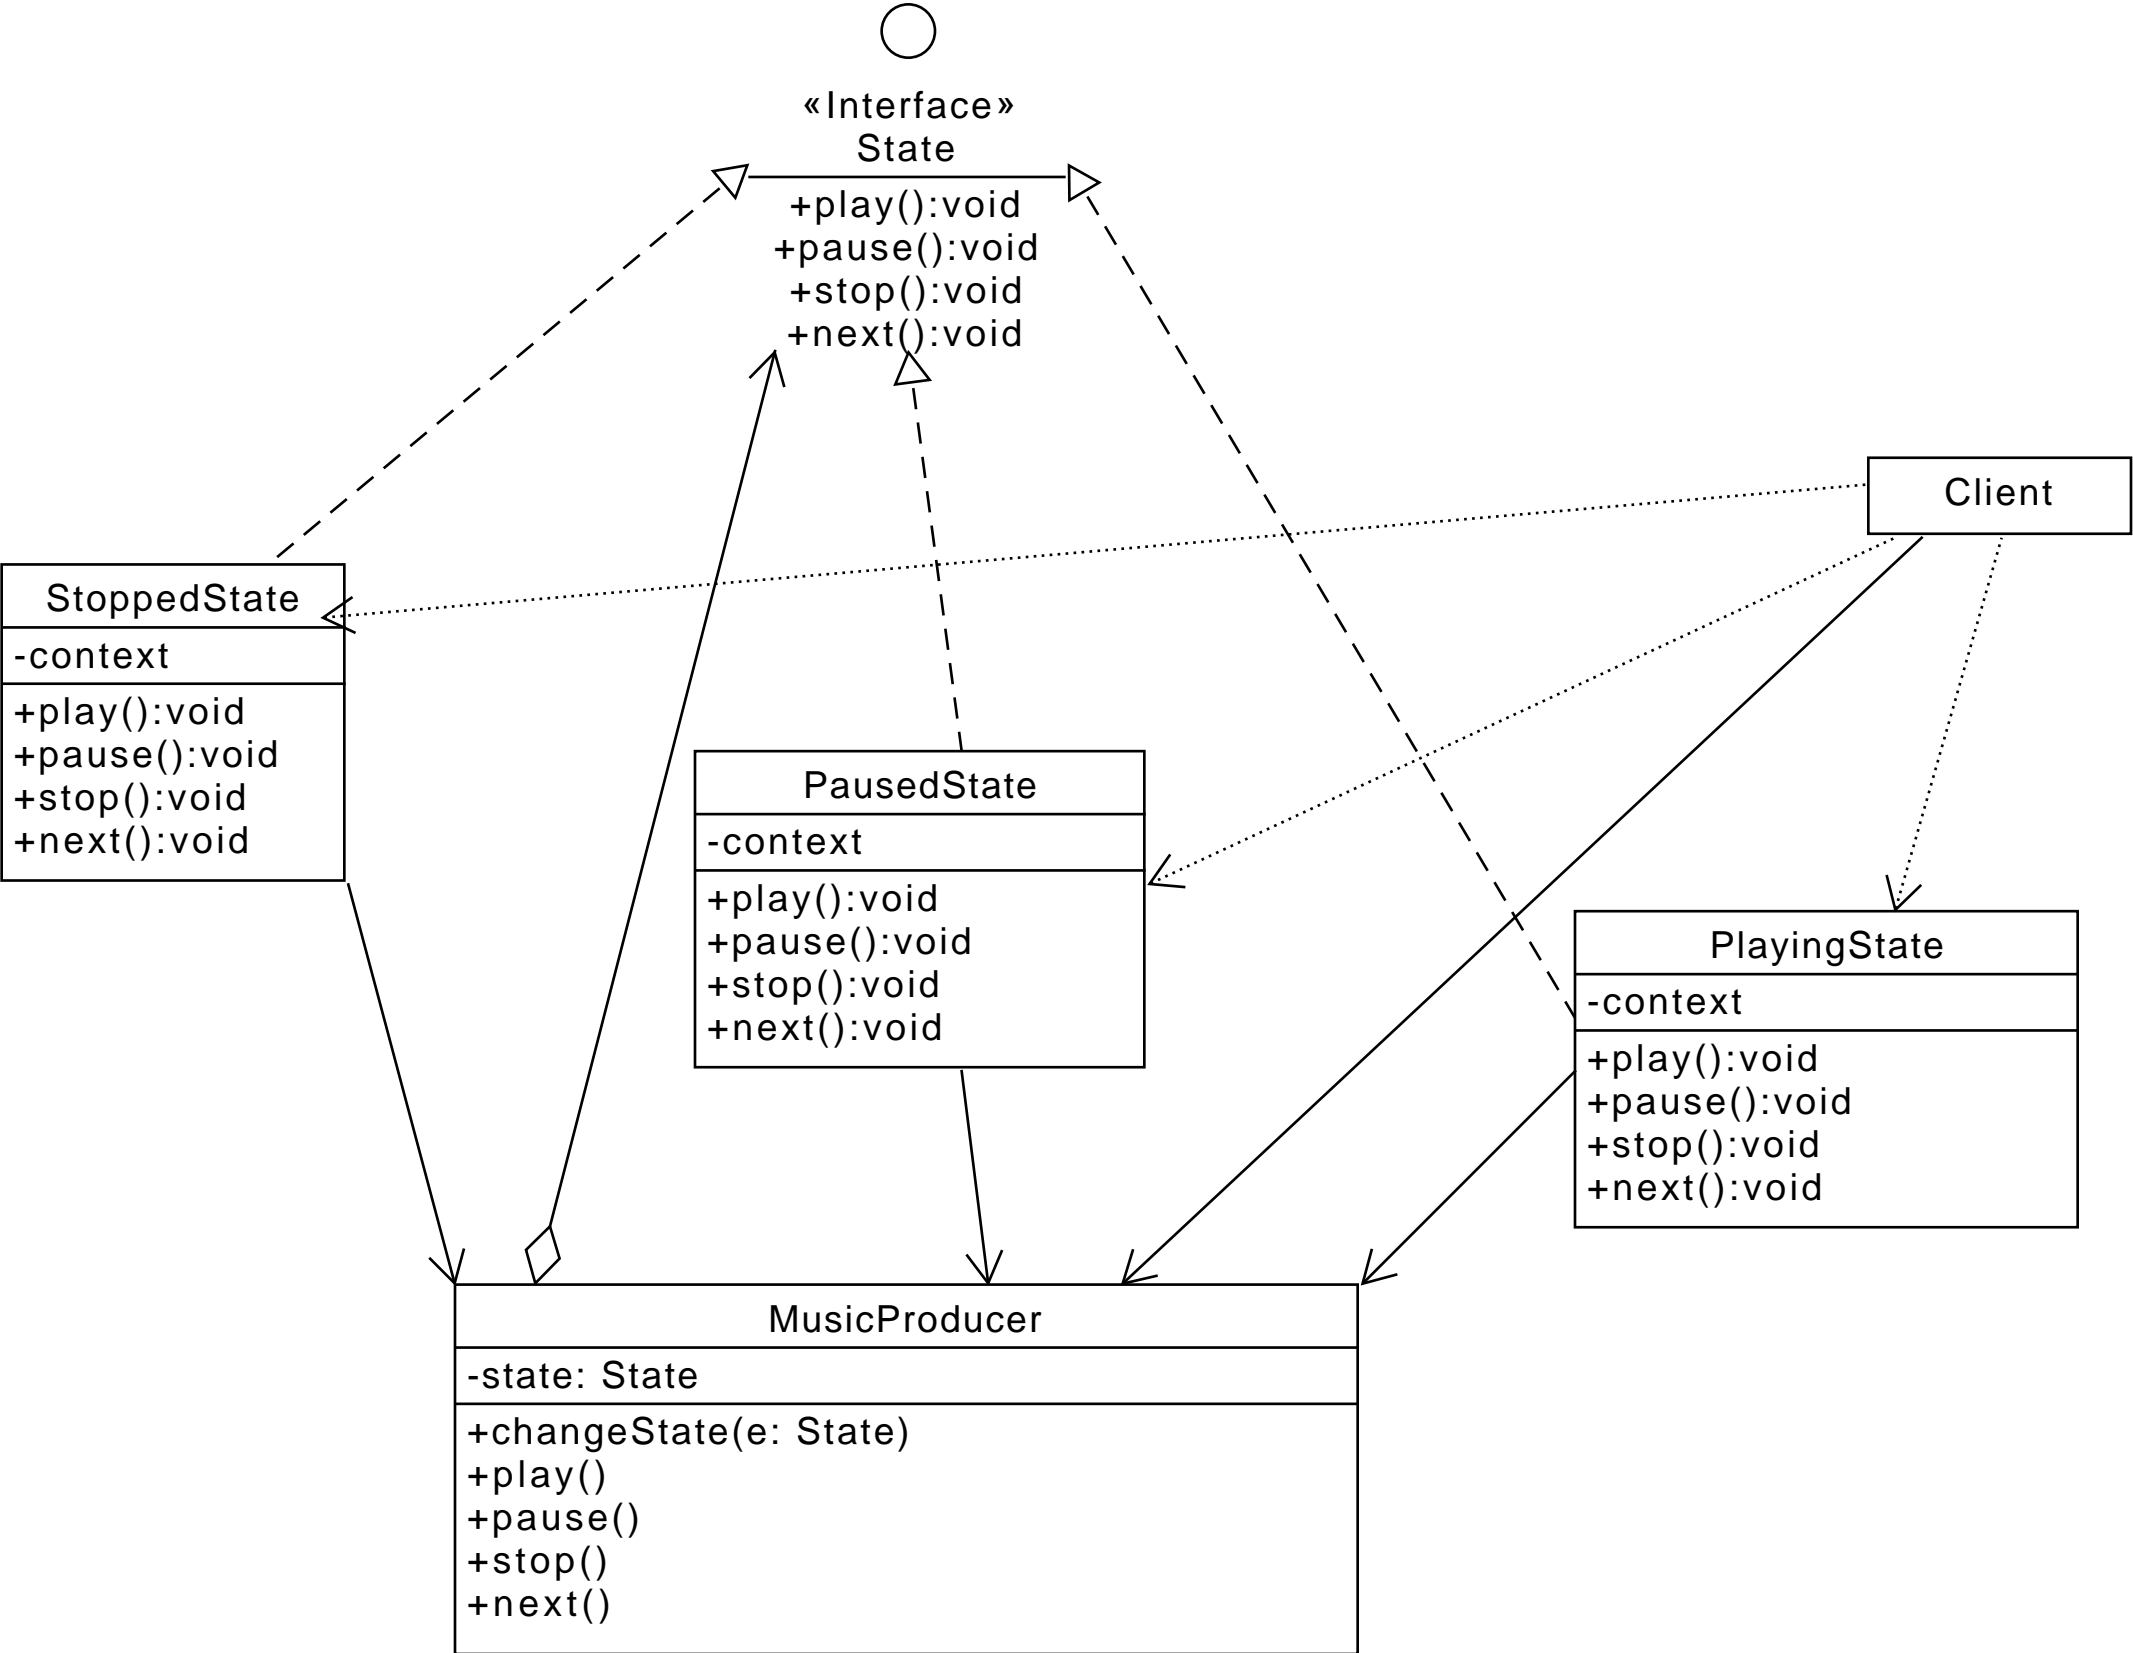 «Interface»
State
+play():void
+pause():void
+stop():void
+next():void
Client
StoppedState
-context
+play():void
+pause():void
+stop():void
+next():void
PausedState
-context
+play():void
+pause():void
+stop():void
+next():void
PlayingState
-context
+play():void
+pause():void
+stop():void
+next():void
MusicProducer
-state: State
+changeState(e: State)
+play()
+pause()
+stop()
+next()